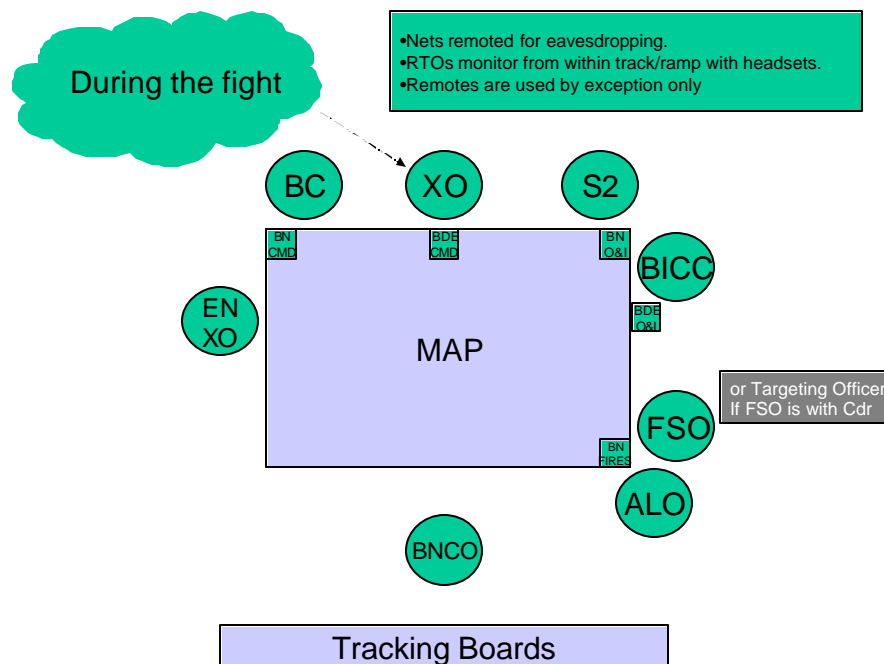 During the fight
•Nets remoted for eavesdropping.
•RTOs monitor from within track/ramp with headsets.
•Remotes are used by exception only
BC
XO
S2
BN
CMD
BDE
CMD
BN
O&I
BICC
EN
XO
BDE
O&I
MAP
or Targeting Officer
If FSO is with Cdr
FSO
BN
FIRES
ALO
BNCO
Tracking Boards